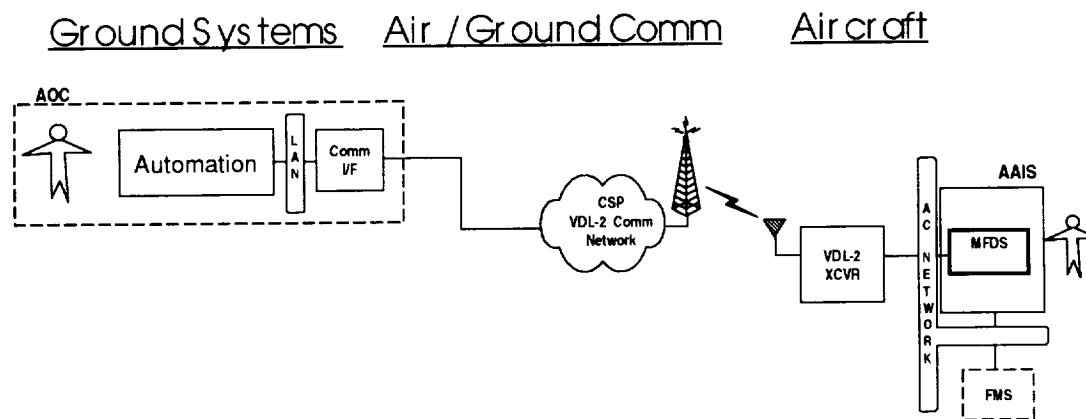 Ground Systems
Air / Ground Comm
Aircraft
AOC
Automation
LAN
Comm
I/F
CSP
VDL-2 Comm
Network
VDL-2
XCVR
AC NETWORK
AAIS
MFDS
FMS